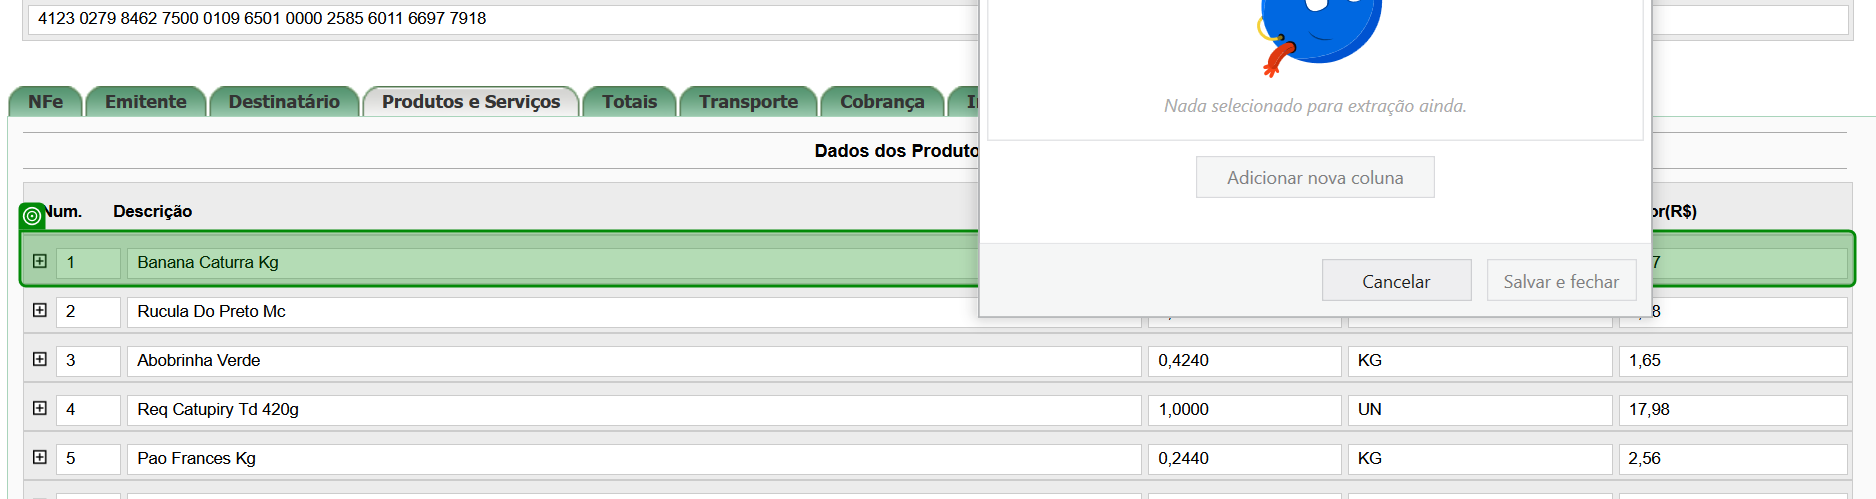 4123 0279 8462 7500 0109 6501 0000 2585 6011 6697 7918
Nada selecionado para extração ainda.
Adicionar nova coluna
Cancelar
Salvar e fechar
NFe Emitente Destinatário Produtos e Serviços Totais Transporte Cobrança
Dados dos
Num. Descrição or(R$)
1 Banana Caturra Kg 7
2 Rucula Do Preto Mc 8
3 Abobrinha Verde 0,4240 KG 1,65
4 Req Catupiry Td 420g 1,0000 UN 17,98
5 Pao Frances Kg 0,2440 KG 2,56